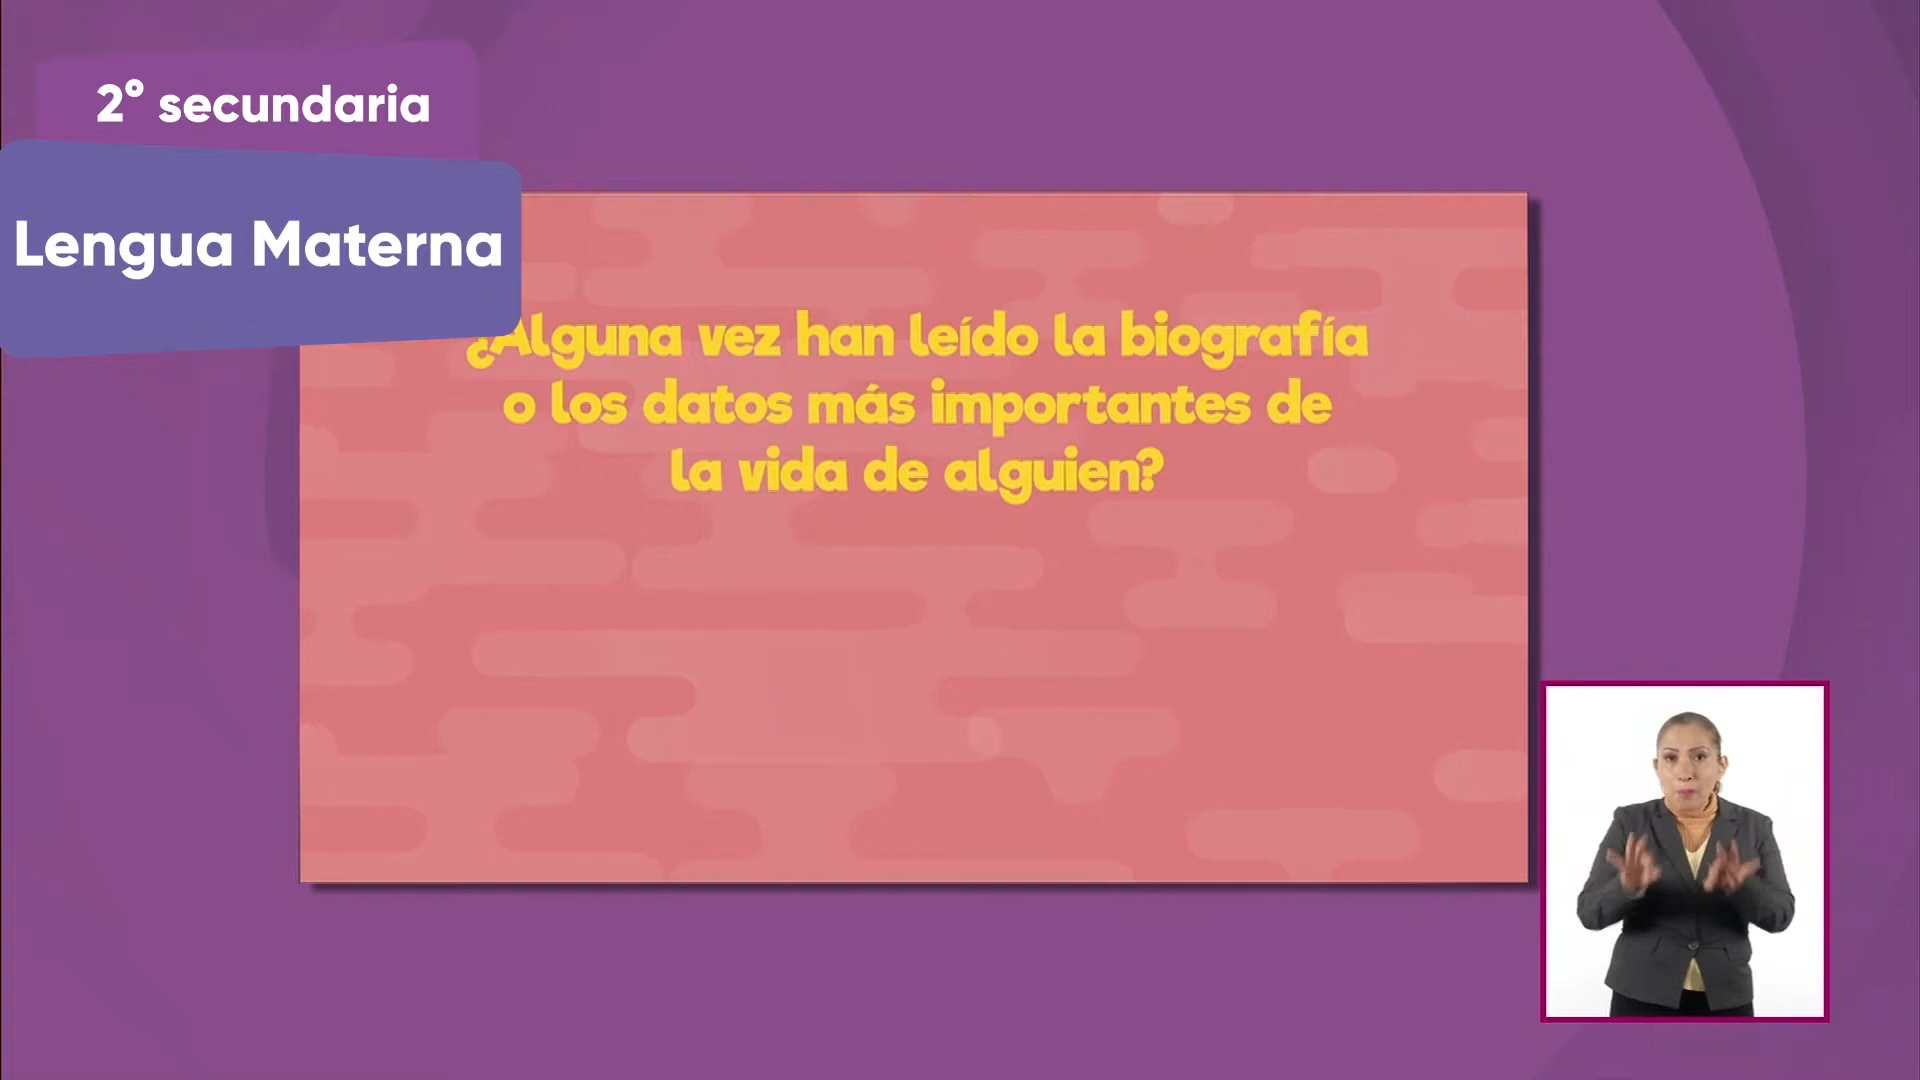 2° secundaria
Lengua Materna
¿Alguna vez han leído la biografía
o los datos más importantes de
la vida de alguien?